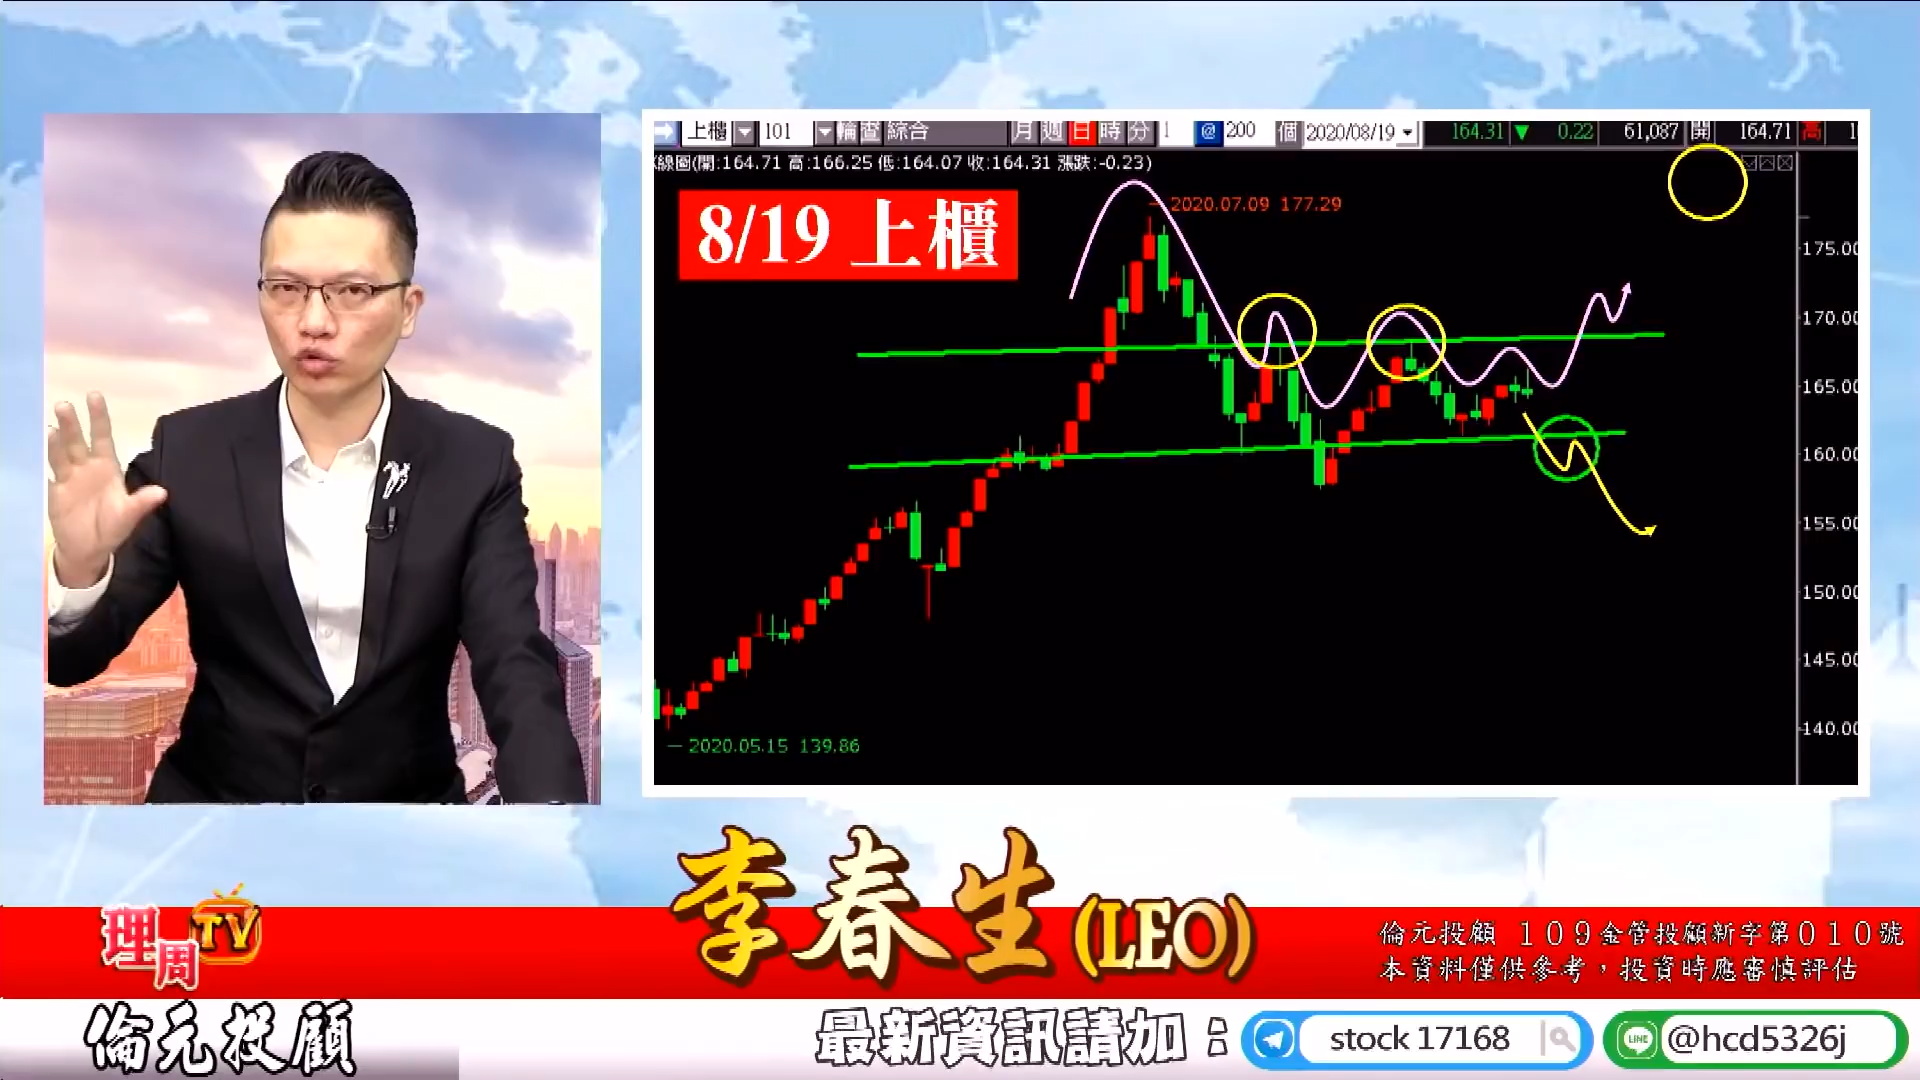 上櫃 101 輪查 綜合 月 週 日 時 分 1 @ 200 個 2020/08/19 164.31 ▼ 0.22 61,087 開 164.71 高
線圖(開:164.71 高:166.25 低:164.07 收:164.31 漲跌:-0.23)
8/19 上櫃
2020.07.09 177.29
175.00
170.00
165.00
160.00
155.00
150.00
145.00
140.00
2020.05.15 139.86
李春生(LEO)
理周TV
倫元投顧 109金管投顧新字第010號
本資料僅供參考，投資時應審慎評估
倫元投顧
最新資訊請加：
stock 17168
LINE
@hcd5326j